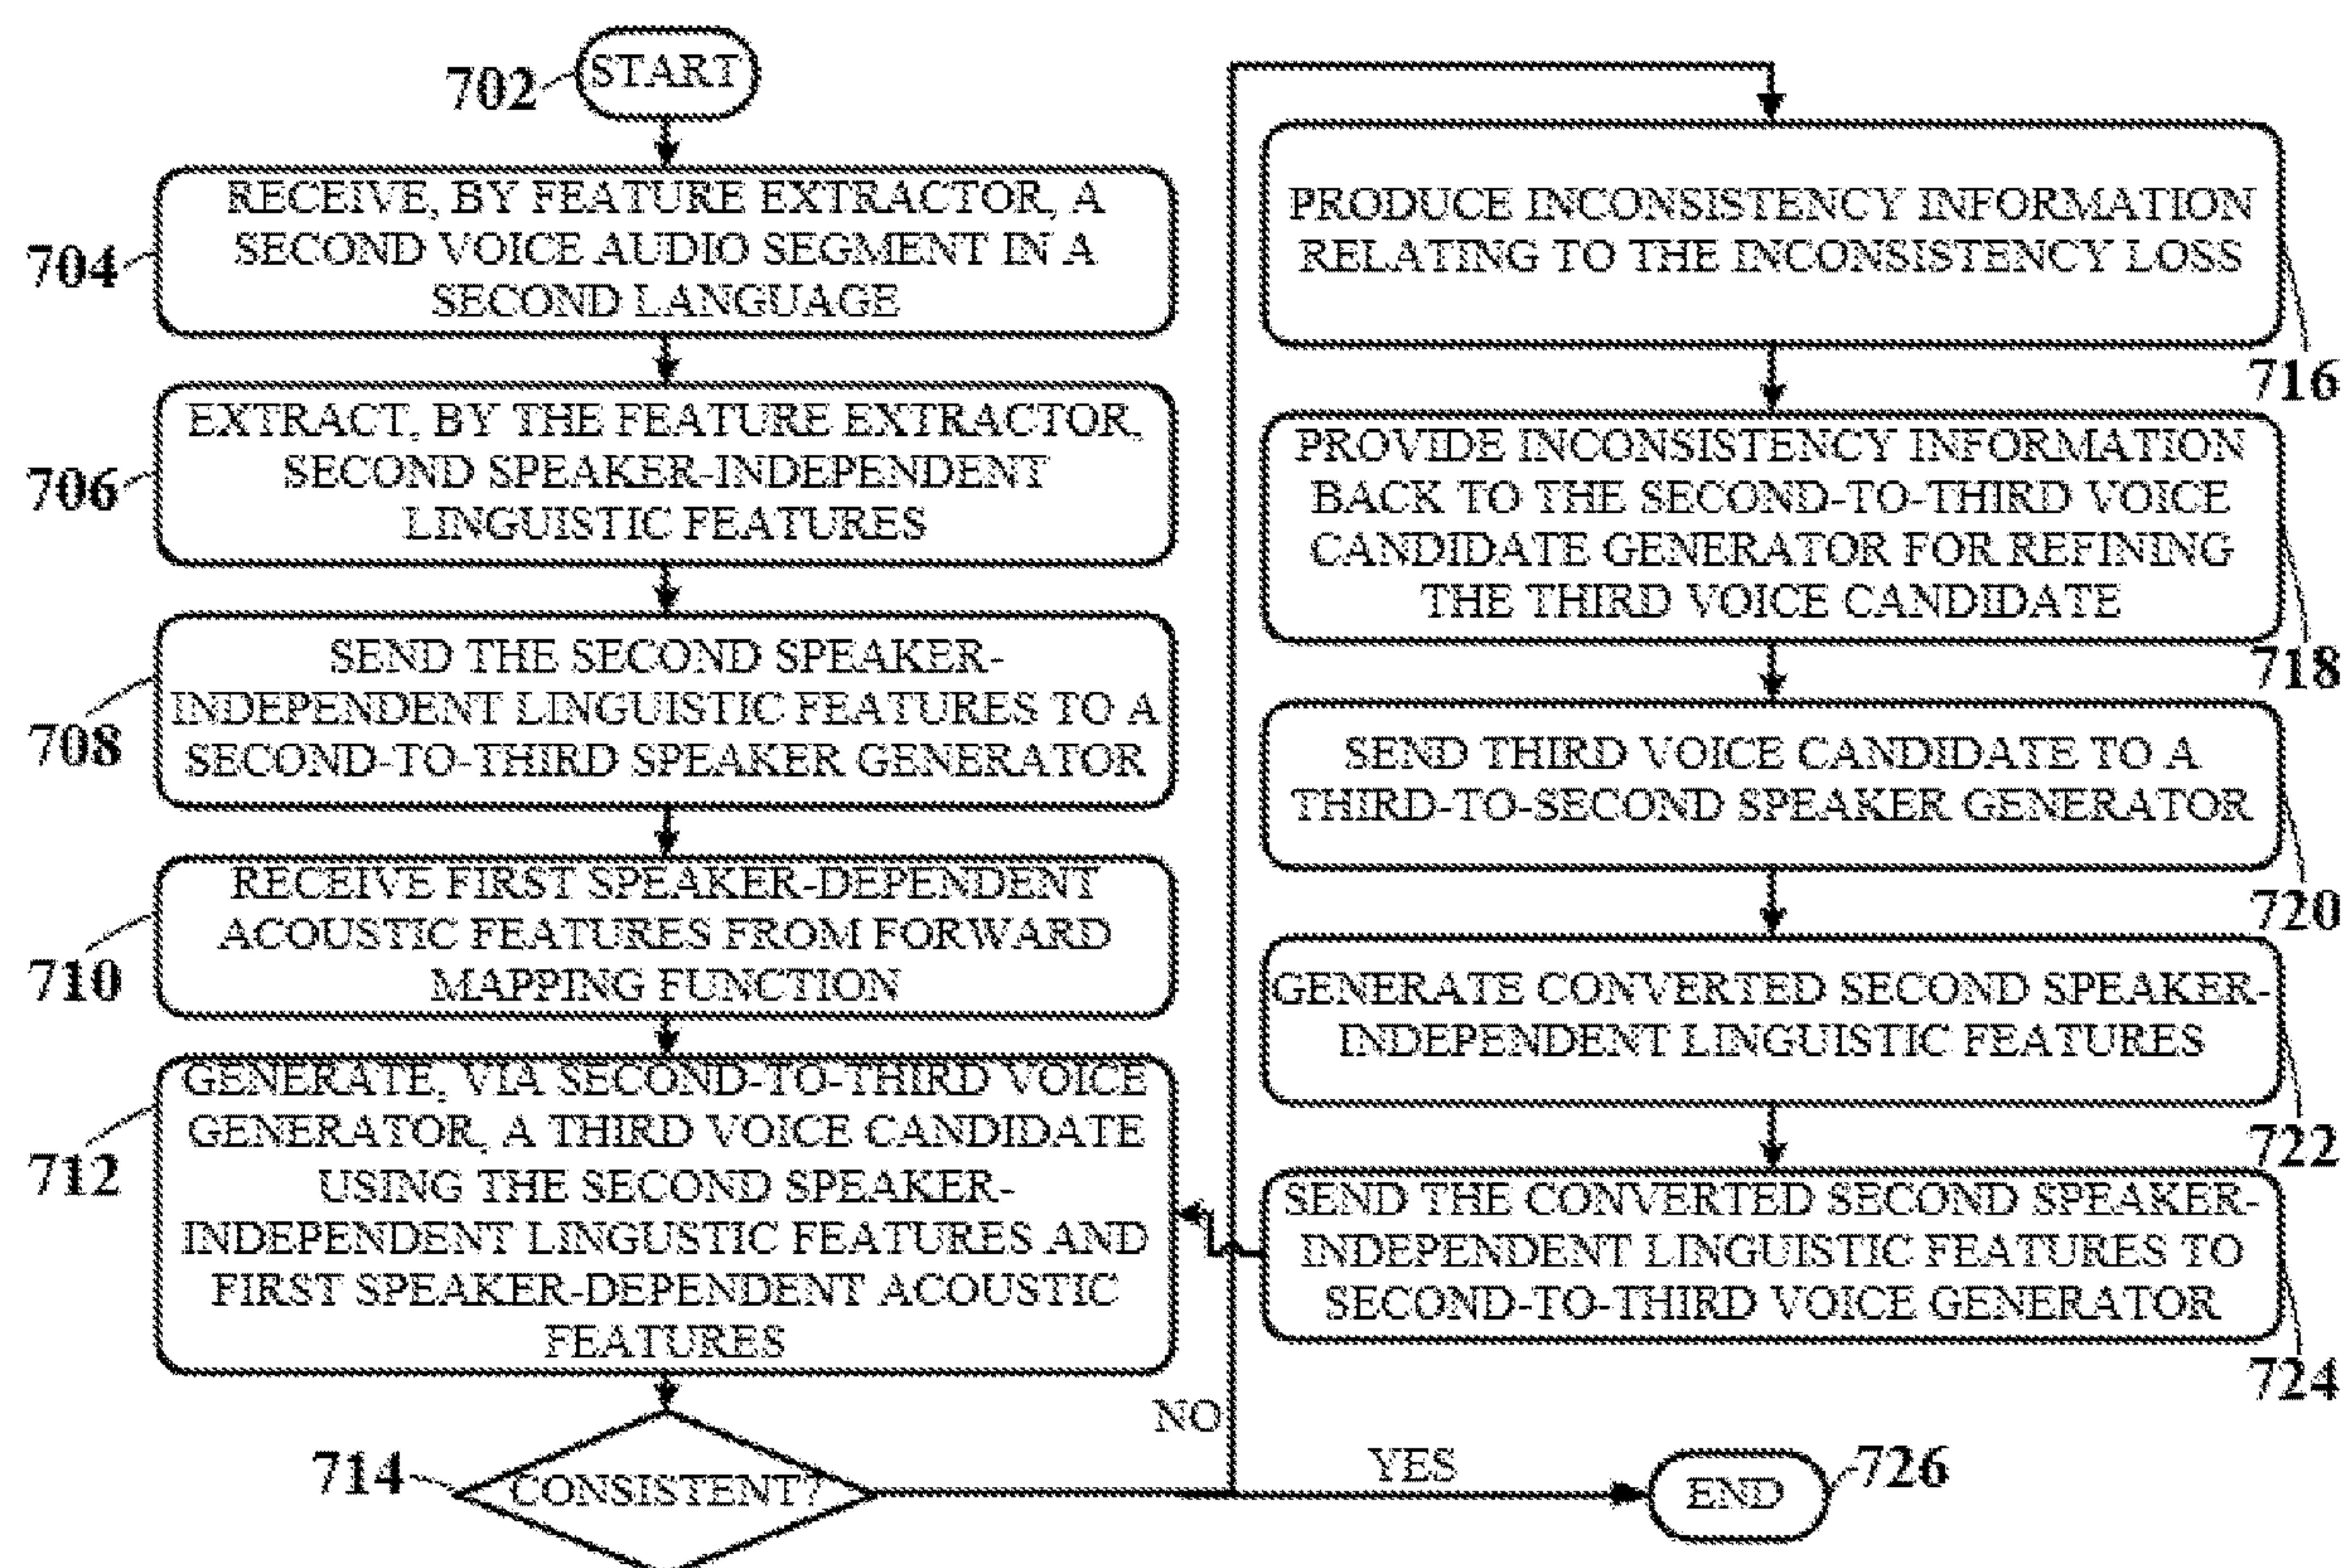 702
START
704
RECEIVE, BY FEATURE EXTRACTOR, A
SECOND VOICE AUDIO SEGMENT IN A
SECOND LANGUAGE
706
EXTRACT, BY THE FEATURE EXTRACTOR,
SECOND SPEAKER-INDEPENDENT
LINGUISTIC FEATURES
708
SEND THE SECOND SPEAKER-
INDEPENDENT LINGUISTIC FEATURES TO A
SECOND-TO-THIRD SPEAKER GENERATOR
710
RECEIVE FIRST SPEAKER-DEPENDENT
ACOUSTIC FEATURES FROM FORWARD
MAPPING FUNCTION
712
GENERATE, VIA SECOND-TO-THIRD VOICE
GENERATOR, A THIRD VOICE CANDIDATE
USING THE SECOND SPEAKER-
INDEPENDENT LINGUSTIC FEATURES AND
FIRST SPEAKER-DEPENDENT ACOUSTIC
FEATURES
714
CONSISTENT?
NO
YES
PRODUCE INCONSISTENCY INFORMATION
RELATING TO THE INCONSISTENCY LOSS
716
PROVIDE INCONSISTENCY INFORMATION
BACK TO THE SECOND-TO-THIRD VOICE
CANDIDATE GENERATOR FOR REFINING
THE THIRD VOICE CANDIDATE
718
SEND THIRD VOICE CANDIDATE TO A
THIRD-TO-SECOND SPEAKER GENERATOR
720
GENERATE CONVERTED SECOND SPEAKER-
INDEPENDENT LINGUISTIC FEATURES
722
SEND THE CONVERTED SECOND SPEAKER-
INDEPENDENT LINGUISTIC FEATURES TO
SECOND-TO-THIRD VOICE GENERATOR
724
END
726